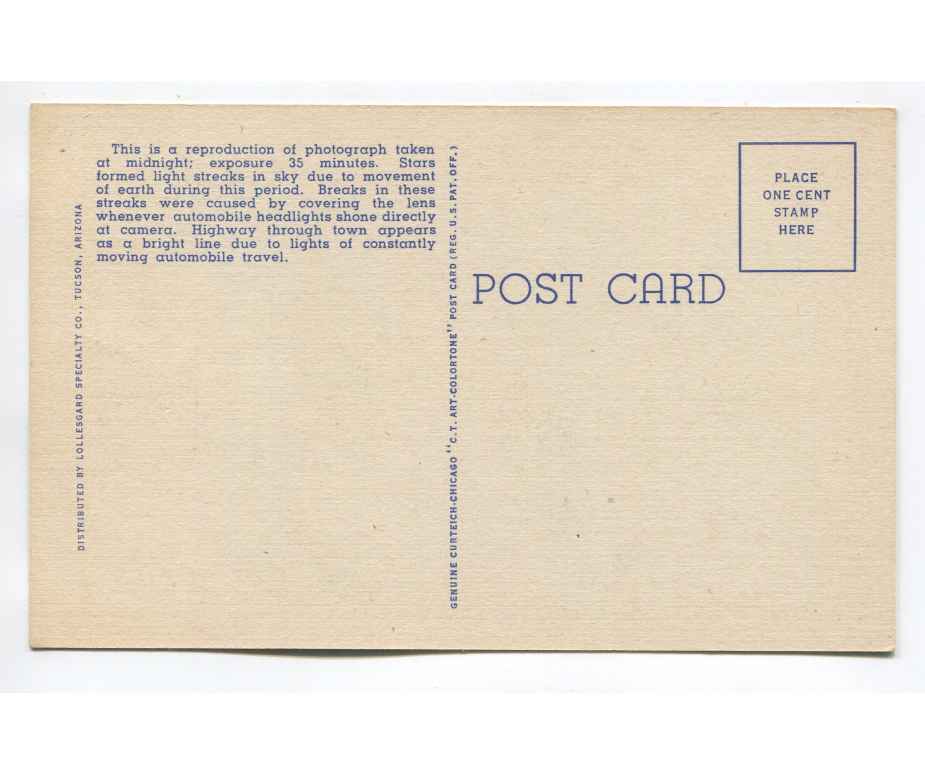 This is a reproduction of photograph taken
at midnight; exposure 35 minutes. Stars
formed light streaks in sky due to movement
of earth during this period. Breaks in these
streaks were caused by covering the lens
whenever automobile headlights shone directly
at camera. Highway through town appears
as a bright line due to lights of constantly
moving automobile travel.
DISTRIBUTED BY LOLLESGARD SPECIALTY CO., TUCSON, ARIZONA
GENUINE CURTEICH-CHICAGO "C.T. ART-COLORTONE" POST CARD (REG. U.S. PAT. OFF.)
POST CARD
PLACE
ONE CENT
STAMP
HERE